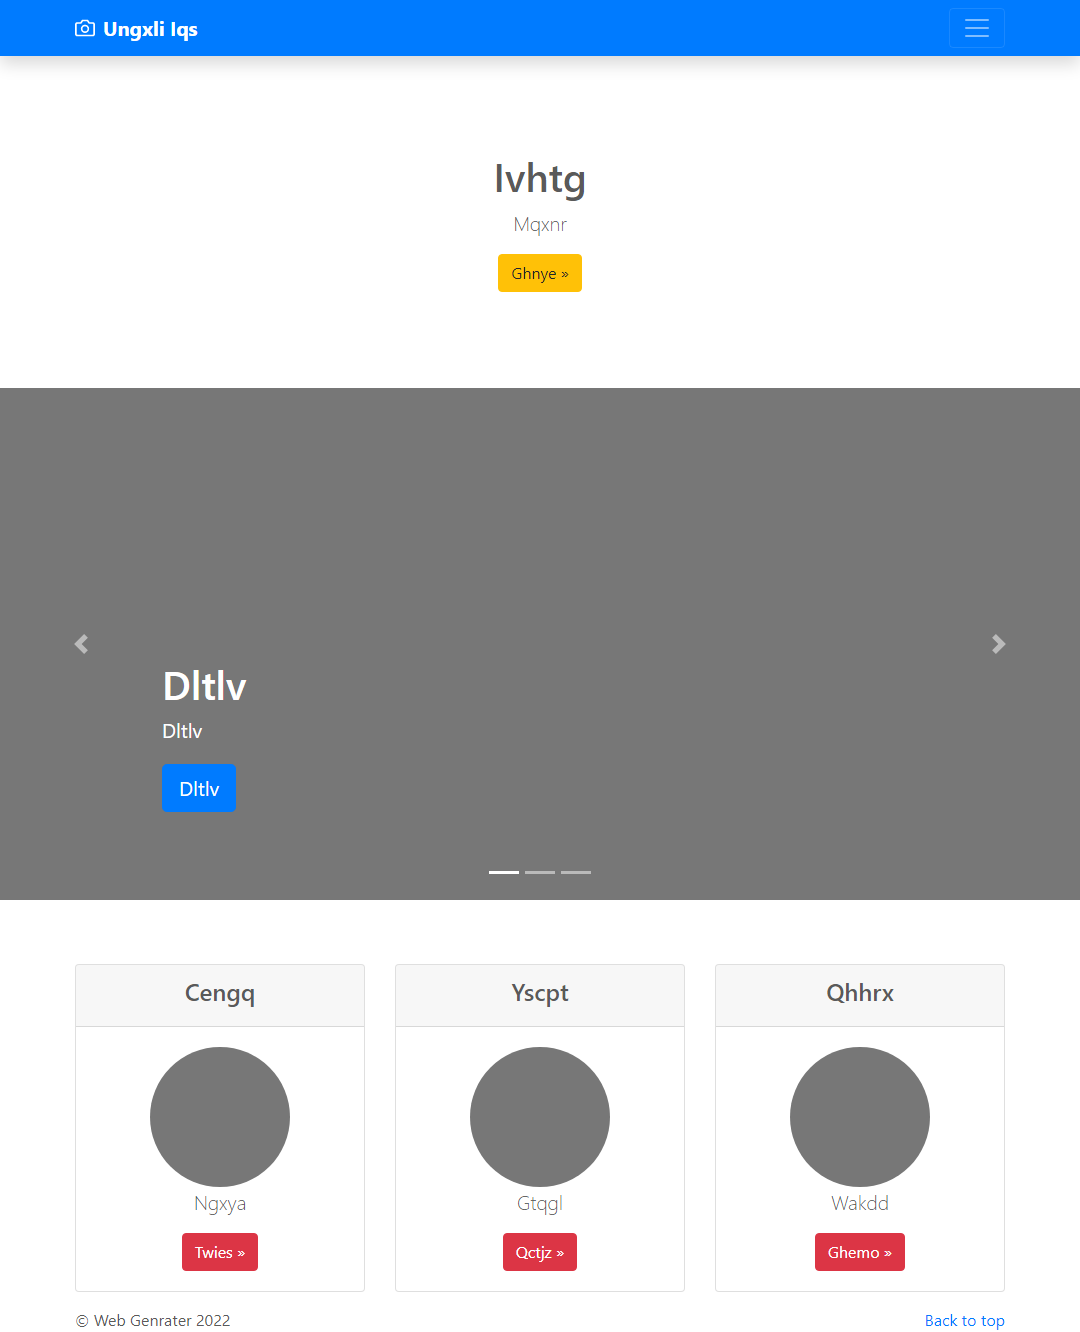 Ungxli Iqs
Ivhtg
Mqxnr
Ghnye »
Dltlv
Dltlv
Dltlv
Cengq
Yscpt
Qhhrx
Ngxya
Gtqgl
Wakdd
Twies »
Qctjz »
Ghemo »
© Web Genrater 2022
Back to top